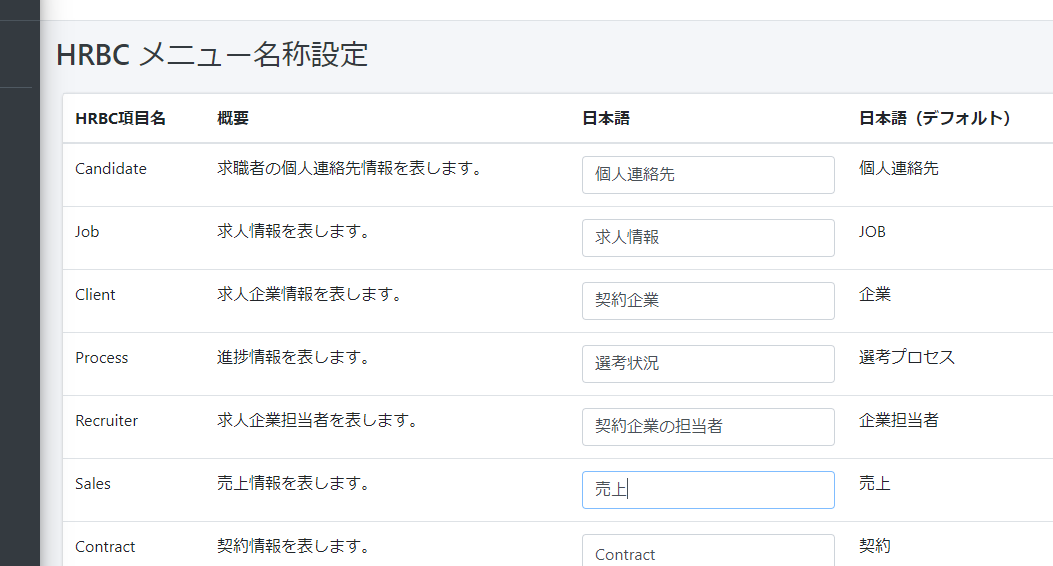 HRBC メニュー名称設定
HRBC項目名 概要 日本語 日本語（デフォルト）
Candidate 求職者の個人連絡先情報を表します。 個人連絡先 個人連絡先
Job 求人情報を表します。 求人情報 JOB
Client 求人企業情報を表します。 契約企業 企業
Process 進捗情報を表します。 選考状況 選考プロセス
Recruiter 求人企業担当者を表します。 契約企業の担当者 企業担当者
Sales 売上情報を表します。 売上 売上
Contract 契約情報を表します。 Contract 契約